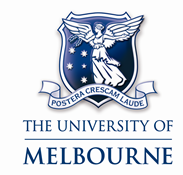 POSTERA CRESCAM LAUDE
THE UNIVERSITY OF
MELBOURNE